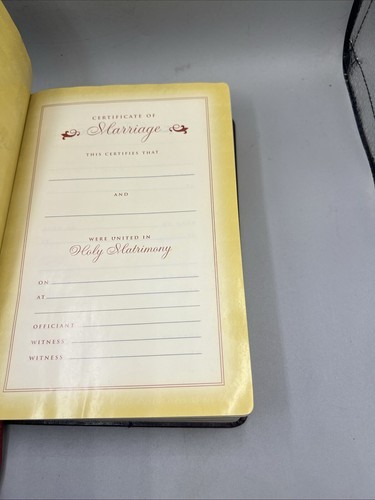 CERTIFICATE OF
Marriage
THIS CERTIFIES THAT
AND
WERE UNITED IN
Holy Matrimony
ON
AT
OFFICIANT
WITNESS
WITNESS